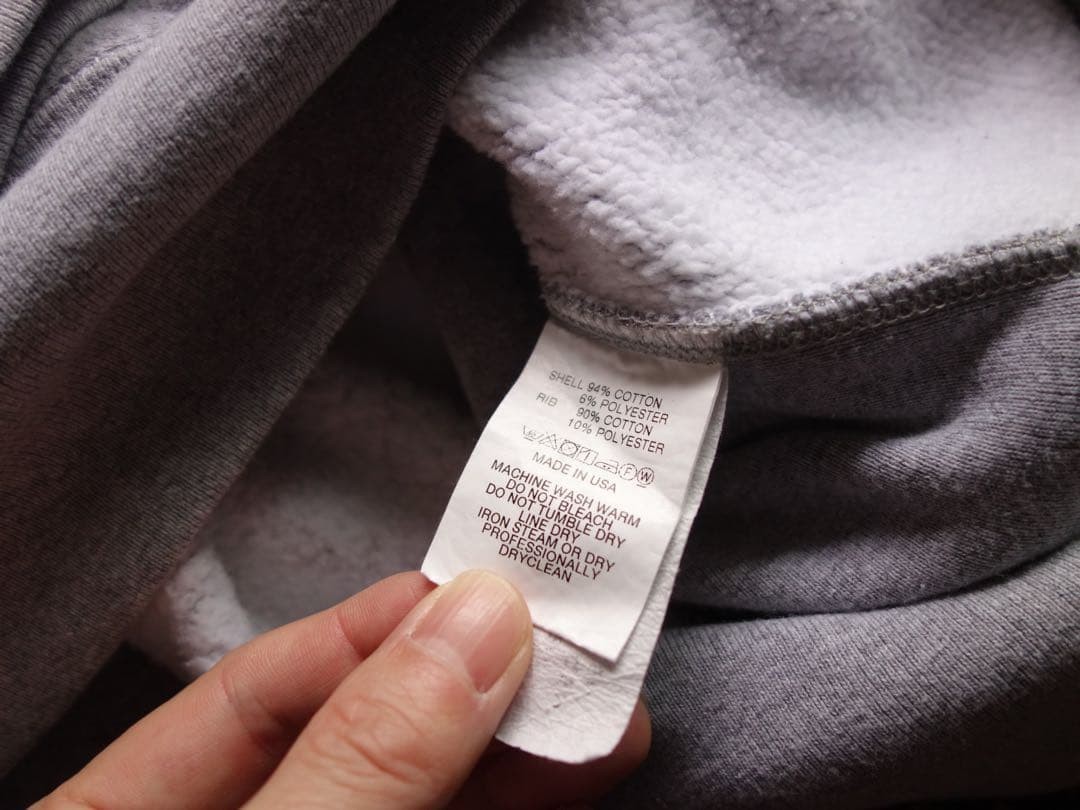 SHELL 94% COTTON
6% POLYESTER
RIB 90% COTTON
10% POLYESTER
F W
MADE IN USA
MACHINE WASH WARM
DO NOT BLEACH
DO NOT TUMBLE DRY
LINE DRY
IRON STEAM OR DRY
PROFESSIONALLY
DRYCLEAN